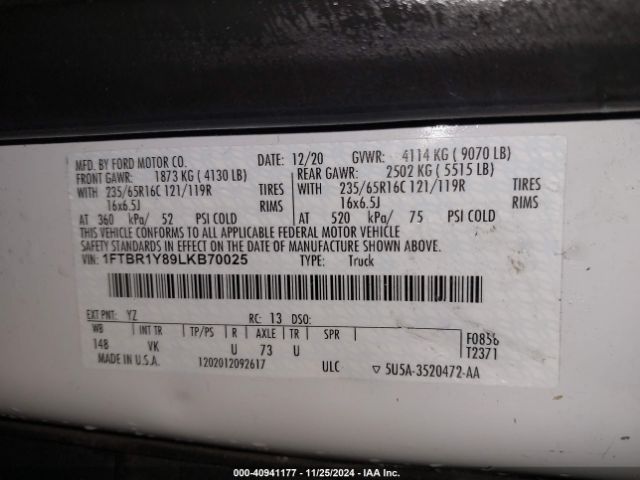 MFD. BY FORD MOTOR CO. DATE: 12/20 GVWR: 4114 KG ( 9070 LB)
FRONT GAWR: 1873 KG ( 4130 LB) REAR GAWR: 2502 KG ( 5515 LB)
WITH 235/65R16C 121/119R TIRES WITH 235/65R16C 121/119R TIRES
16x6.5J RIMS 16x6.5J RIMS
AT 360 kPa/ 52 PSI COLD AT 520 kPa/ 75 PSI COLD
THIS VEHICLE CONFORMS TO ALL APPLICABLE FEDERAL MOTOR VEHICLE
SAFETY STANDARDS IN EFFECT ON THE DATE OF MANUFACTURE SHOWN ABOVE.
VIN: 1FTBR1Y89LKB70025 TYPE: Truck
EXT PNT: YZ RC: 13 DSO:
WB INT TR TP/PS R AXLE TR SPR F0856
148 VK U 73 U T2371
MADE IN U.S.A. 1202012092617 ULC ▽ 5U5A-3520472-AA
000-40941177 - 11/25/2024 - IAA Inc.